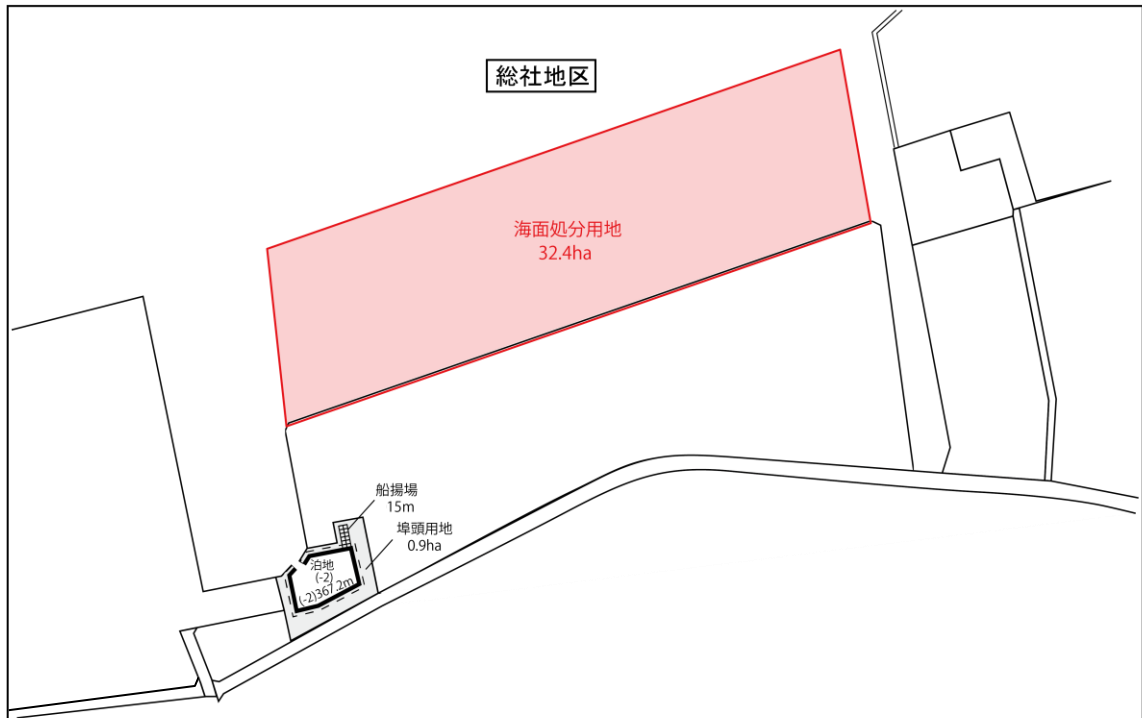 総社地区
海面処分用地
32.4ha
船揚場
15m
埠頭用地
0.9ha
泊地
(-2)
(-2)367.2m